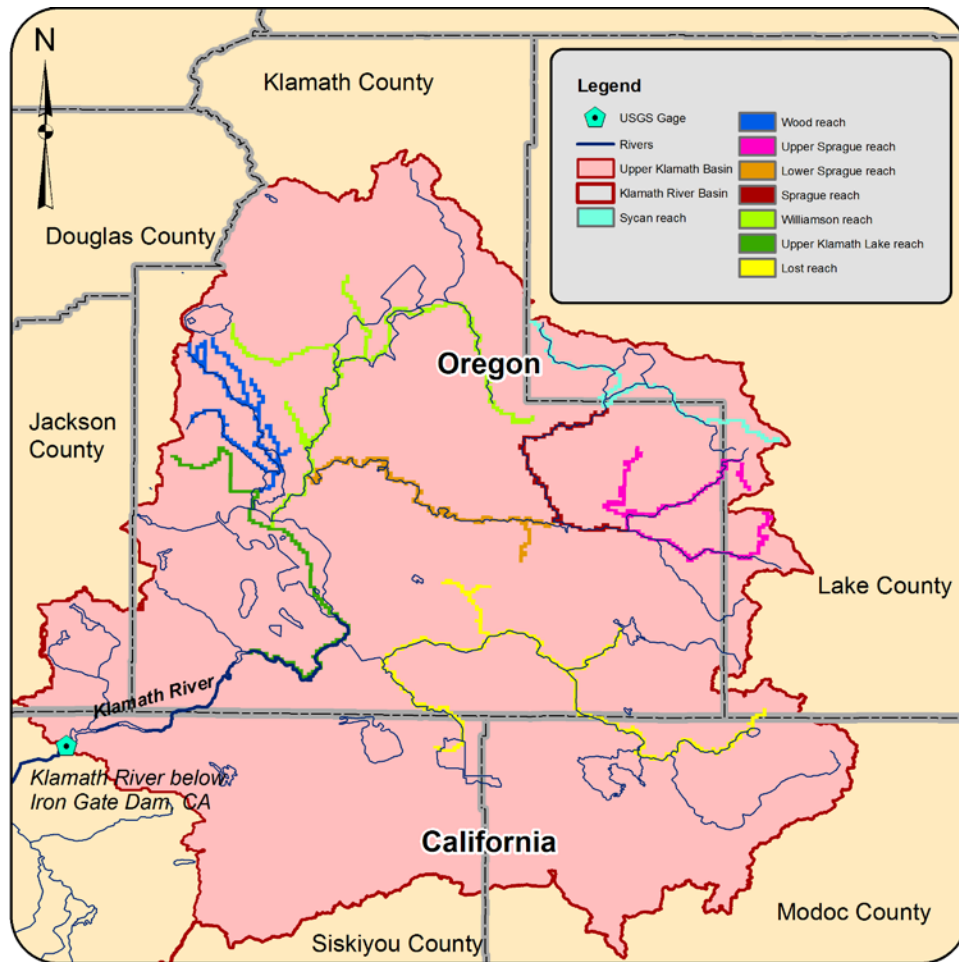 N
Klamath County
Legend
USGS Gage
Rivers
Upper Klamath Basin
Klamath River Basin
Sycan reach
Wood reach
Upper Sprague reach
Lower Sprague reach
Sprague reach
Williamson reach
Upper Klamath Lake reach
Lost reach
Douglas County
Oregon
Jackson
County
Lake County
Klamath River
Klamath River below
Iron Gate Dam, CA
California
Modoc County
Siskiyou County